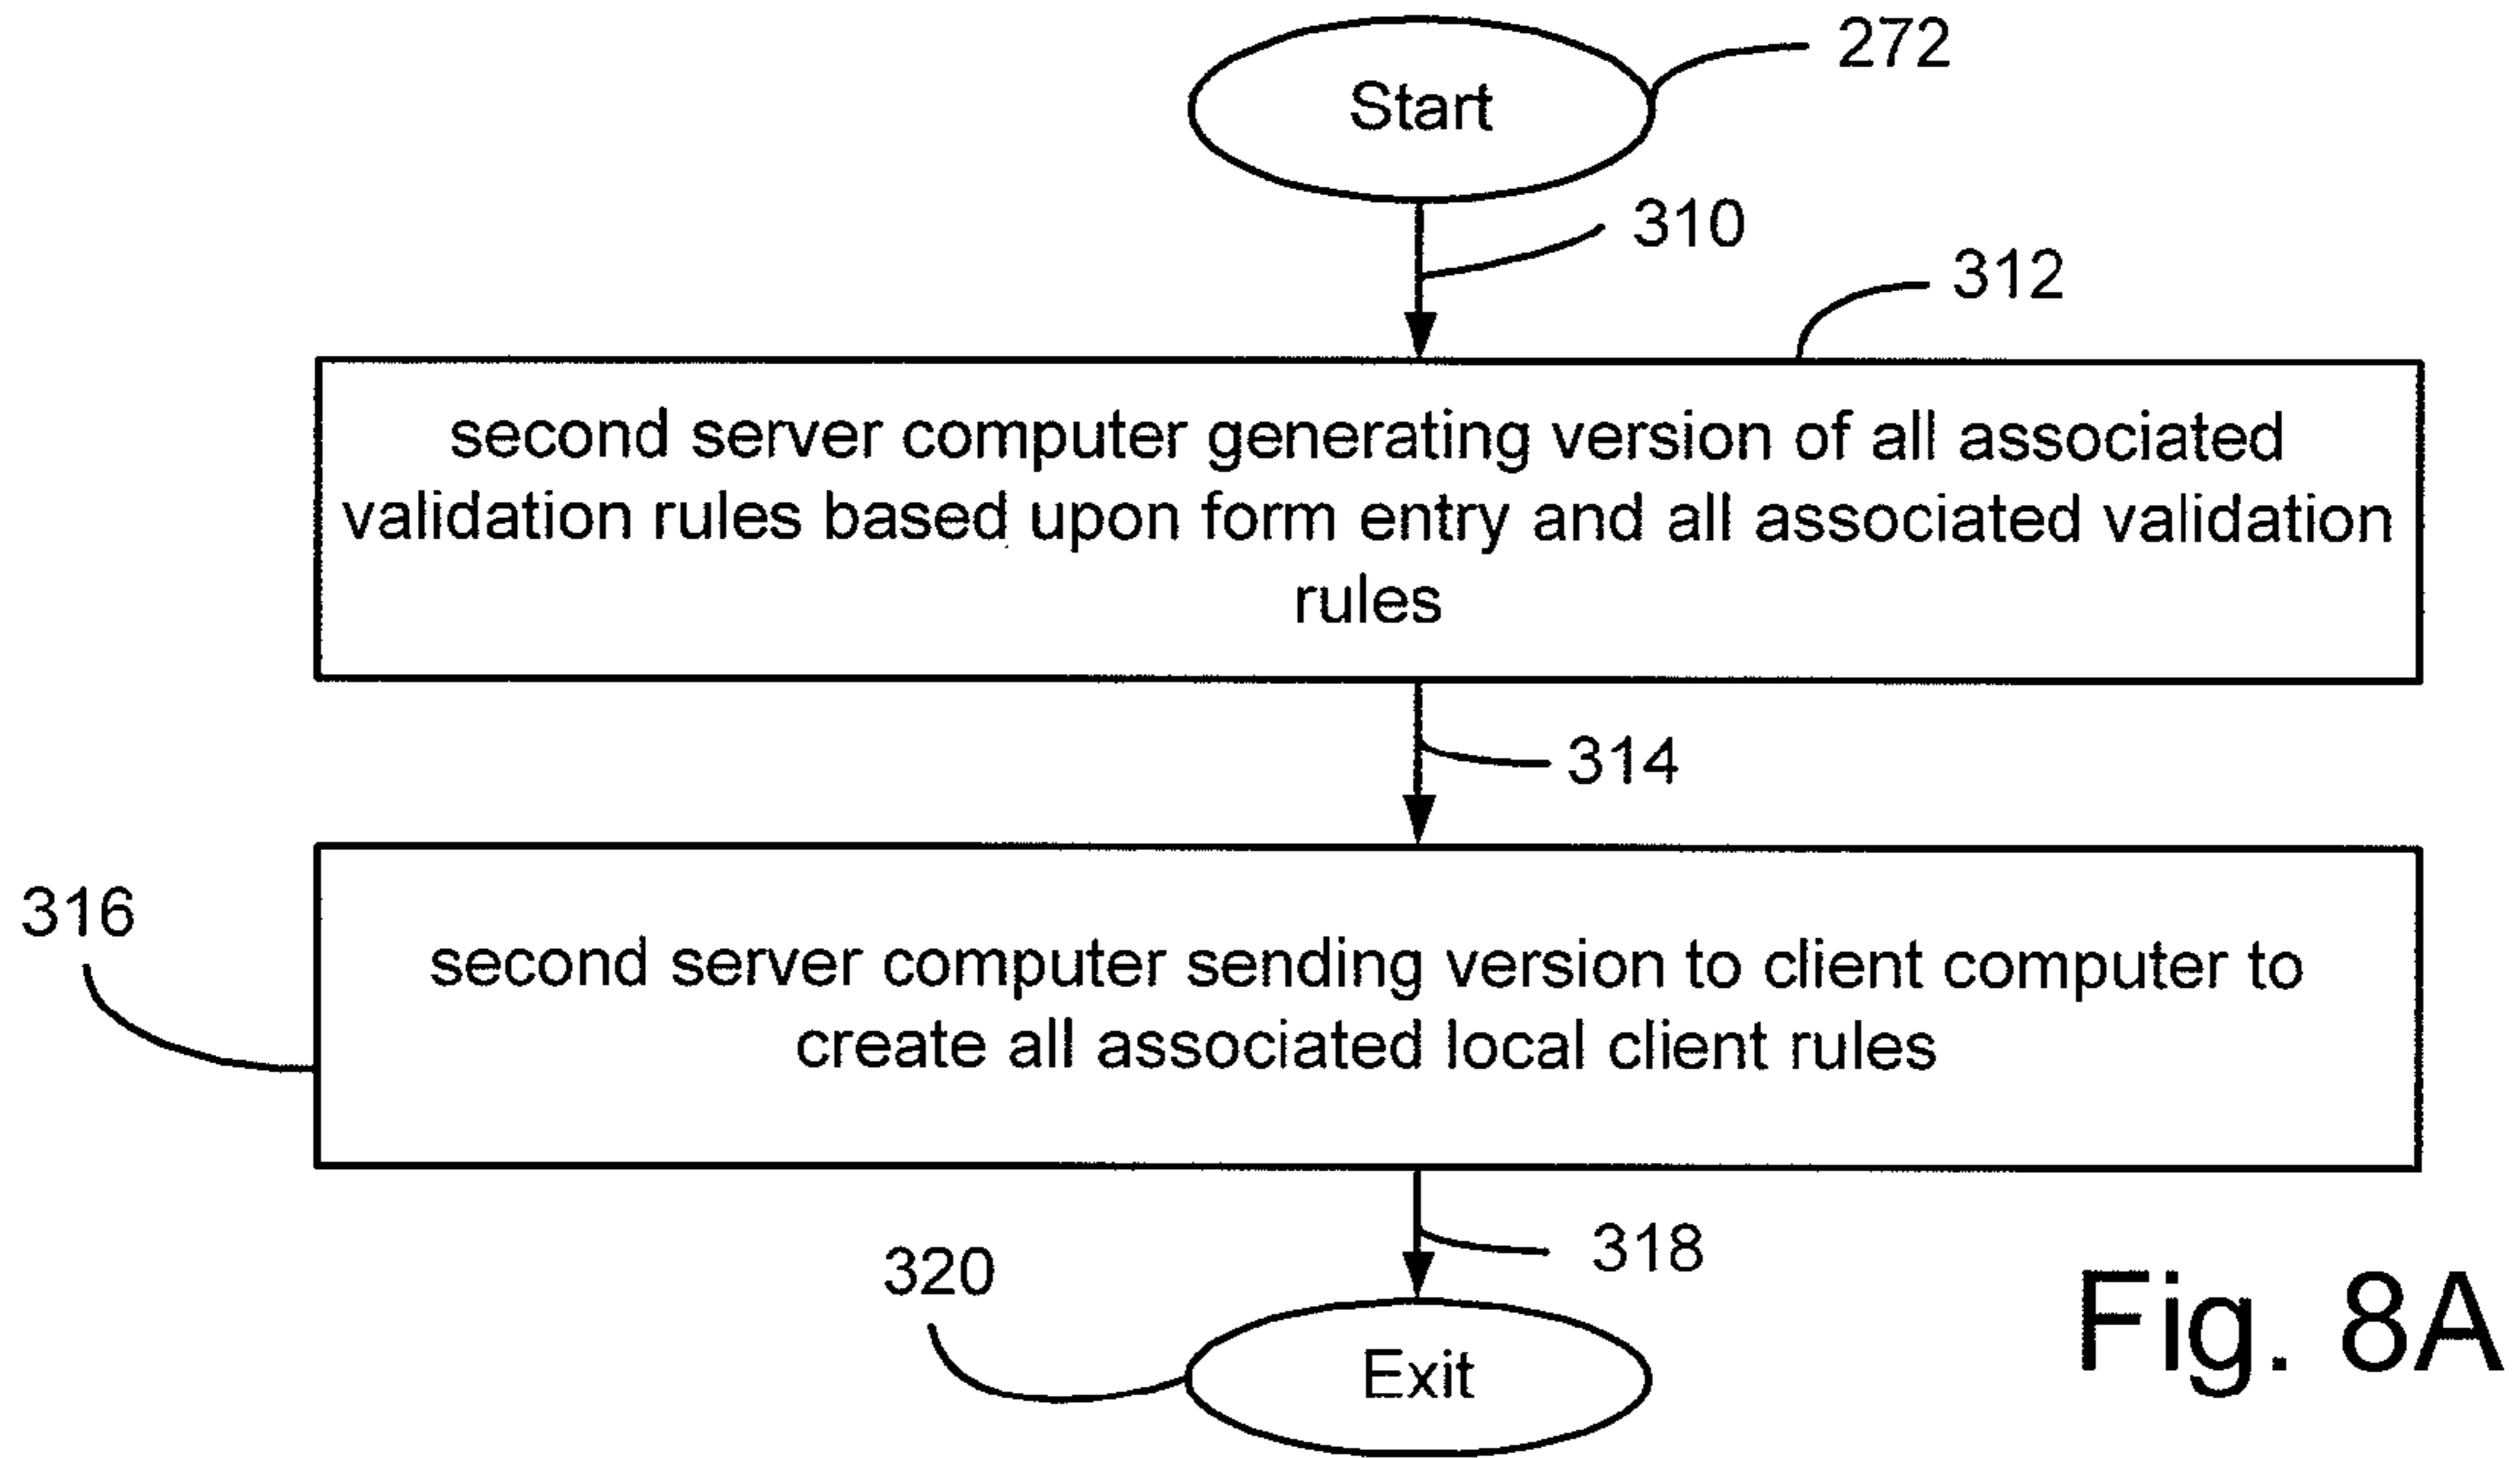 Start
272
310
312
second server computer generating version of all associated
validation rules based upon form entry and all associated validation
rules
314
316
second server computer sending version to client computer to
create all associated local client rules
318
320
Exit
Fig. 8A